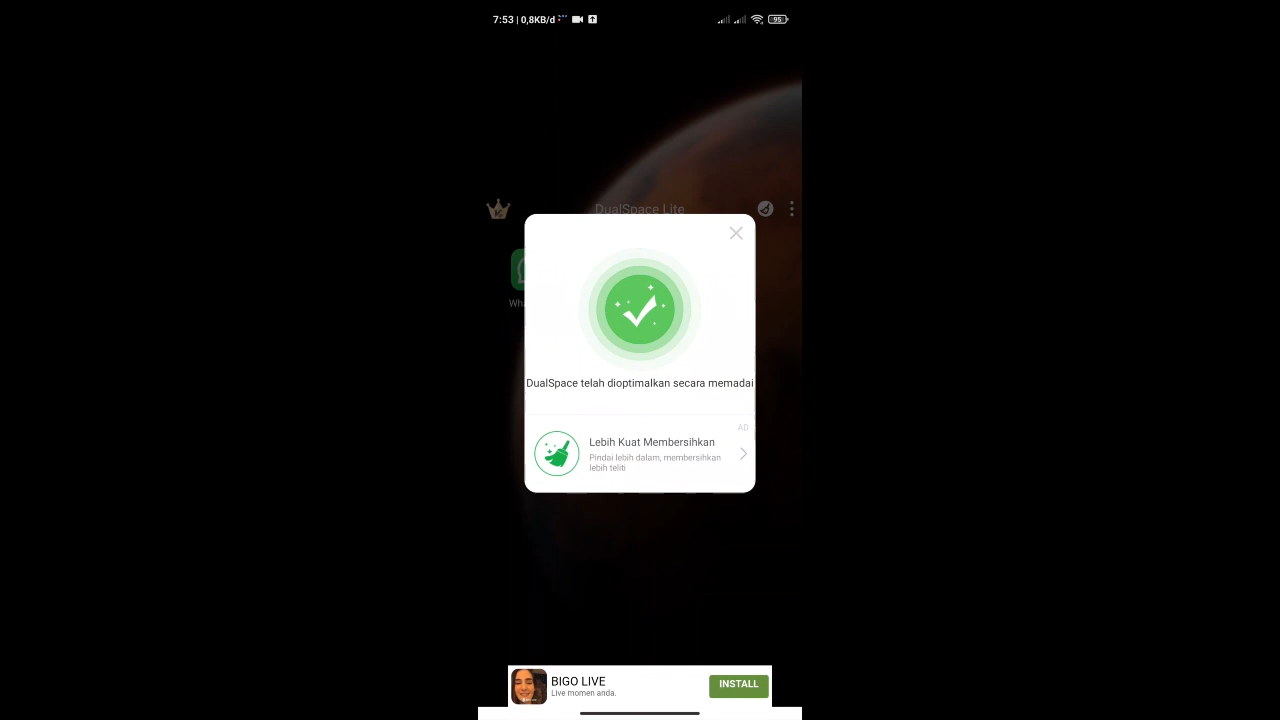 7:53 | 0,8KB/d
95
DualSpace Lite
DualSpace telah dioptimalkan secara memadai
AD
Lebih Kuat Membersihkan
Pindai lebih dalam, membersihkan
lebih teliti
BIGO LIVE
Live momen anda.
INSTALL